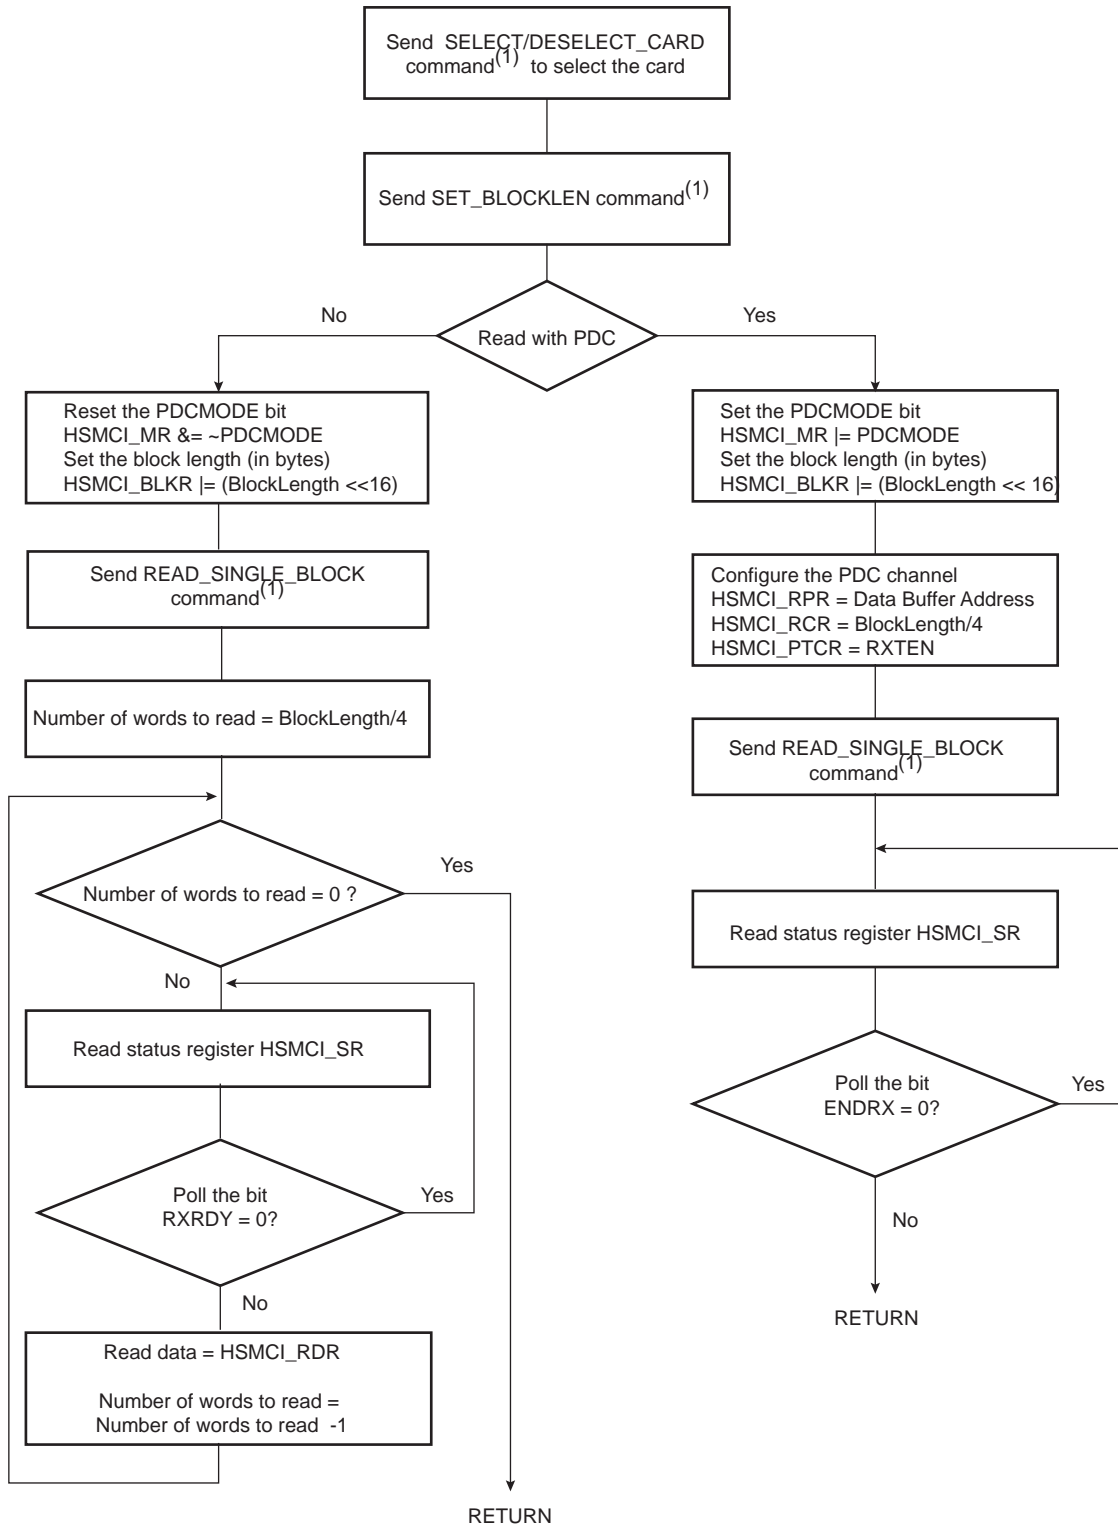 Send SELECT/DESELECT_CARD
command(1) to select the card
Send SET_BLOCKLEN command(1)
Read with PDC
No
Yes
Reset the PDCMODE bit
HSMCI_MR &= ~PDCMODE
Set the block length (in bytes)
HSMCI_BLKR |= (BlockLength <<16)
Send READ_SINGLE_BLOCK
command(1)
Number of words to read = BlockLength/4
Number of words to read = 0 ?
Yes
No
Read status register HSMCI_SR
Poll the bit
RXRDY = 0?
Yes
No
Read data = HSMCI_RDR
Number of words to read =
Number of words to read -1
RETURN
Set the PDCMODE bit
HSMCI_MR |= PDCMODE
Set the block length (in bytes)
HSMCI_BLKR |= (BlockLength << 16)
Configure the PDC channel
HSMCI_RPR = Data Buffer Address
HSMCI_RCR = BlockLength/4
HSMCI_PTCR = RXTEN
Send READ_SINGLE_BLOCK
command(1)
Read status register HSMCI_SR
Poll the bit
ENDRX = 0?
Yes
No
RETURN